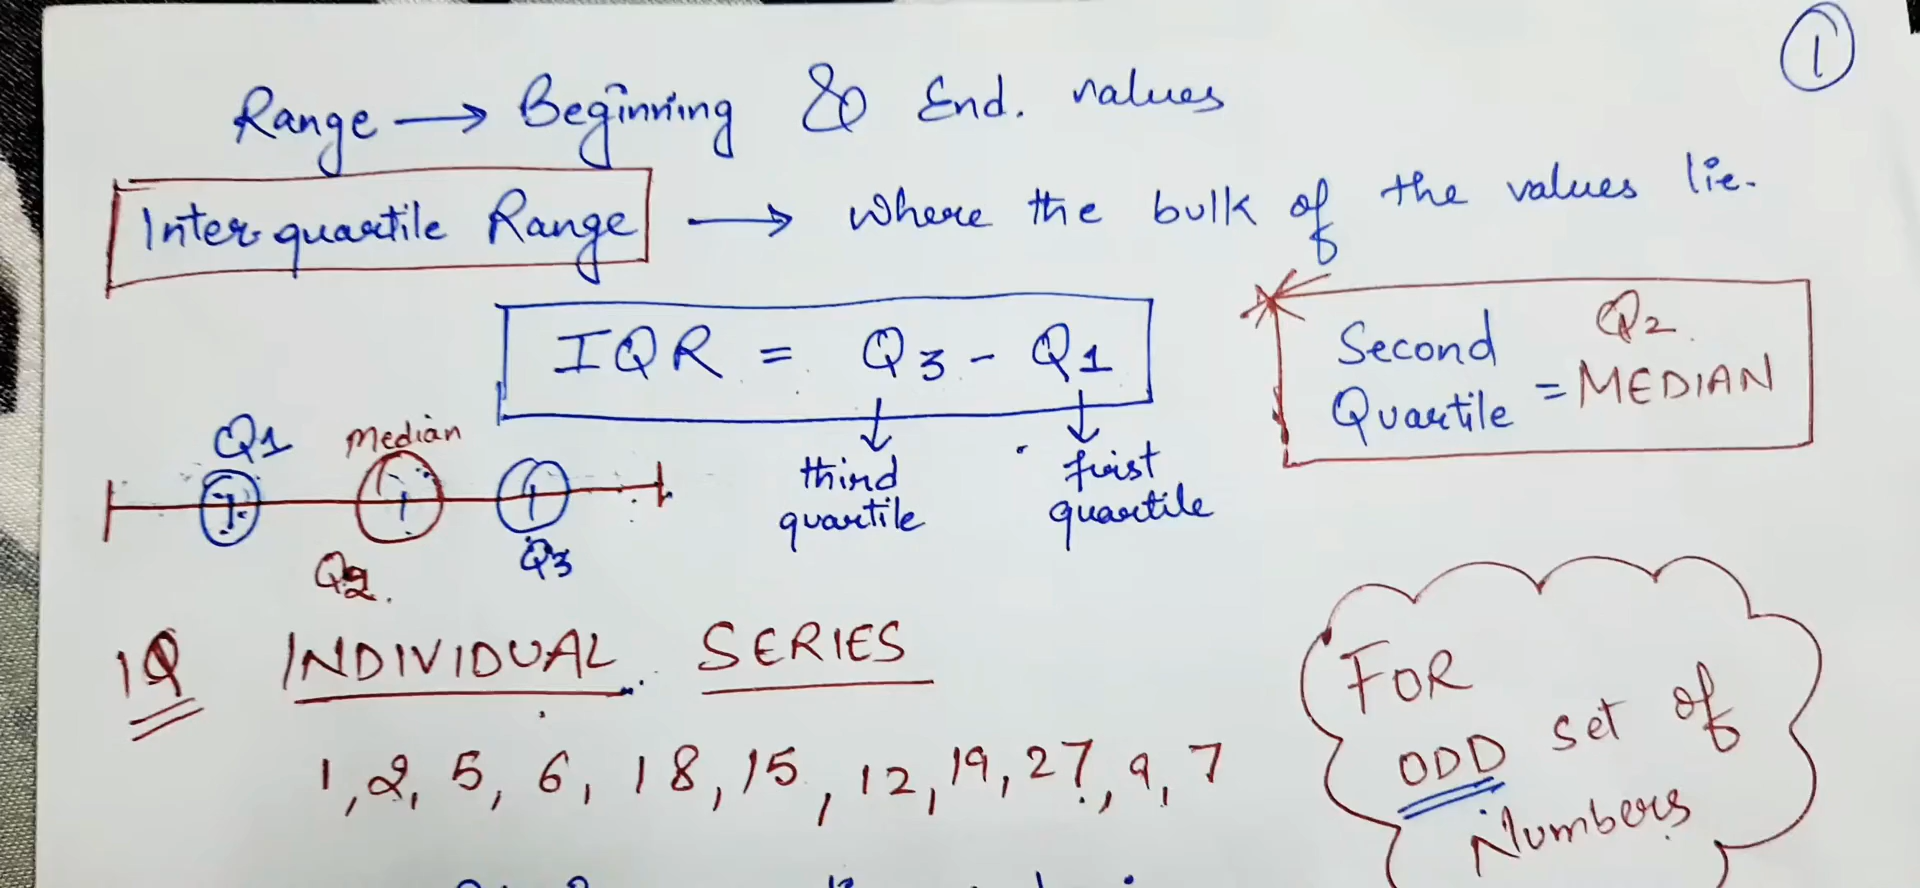 1
Range → Beginning & End. values
Interquartile Range → where the bulk of the values lie.
IQR = Q3 - Q1
third quartile
first quartile
Second Quartile = Q2 MEDIAN
Q1 Median
Q2. Q3
1Q INDIVIDUAL SERIES
1, 2, 5, 6, 18, 15, 12, 19, 27, 9, 7
FOR
ODD set of
Numbers